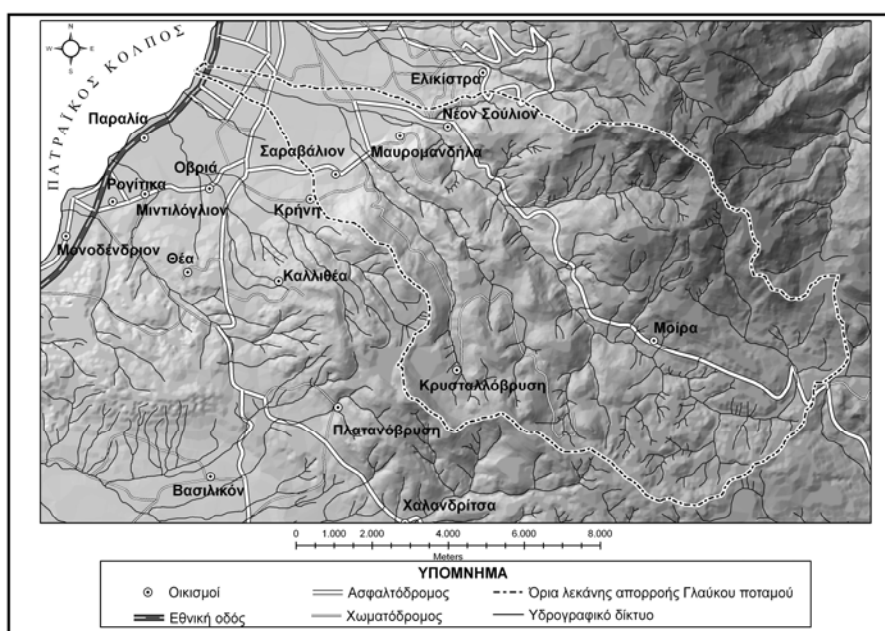 N
W E
S
ΠΑΤΡΑΪΚΟΣ ΚΟΛΠΟΣ
Ελικίστρα
Νέον Σούλιον
Παραλία
Μαυρομανδήλα
Σαραβάλιον
Οβριά
Ρογίτικα
Μιντιλόγλιον
Κρήνη
Μονοδένδριον
Θέα
Καλλιθέα
Μοίρα
Κρυσταλλόβρυση
Πλατανόβρυση
Βασιλικόν
Χαλανδρίτσα
0 1.000 2.000 4.000 6.000 8.000
Meters
ΥΠΟΜΝΗΜΑ
Οικισμοί Ασφαλτόδρομος Όρια λεκάνης απορροής Γλαύκου ποταμού
Εθνική οδός Χωματόδρομος Υδρογραφικό δίκτυο